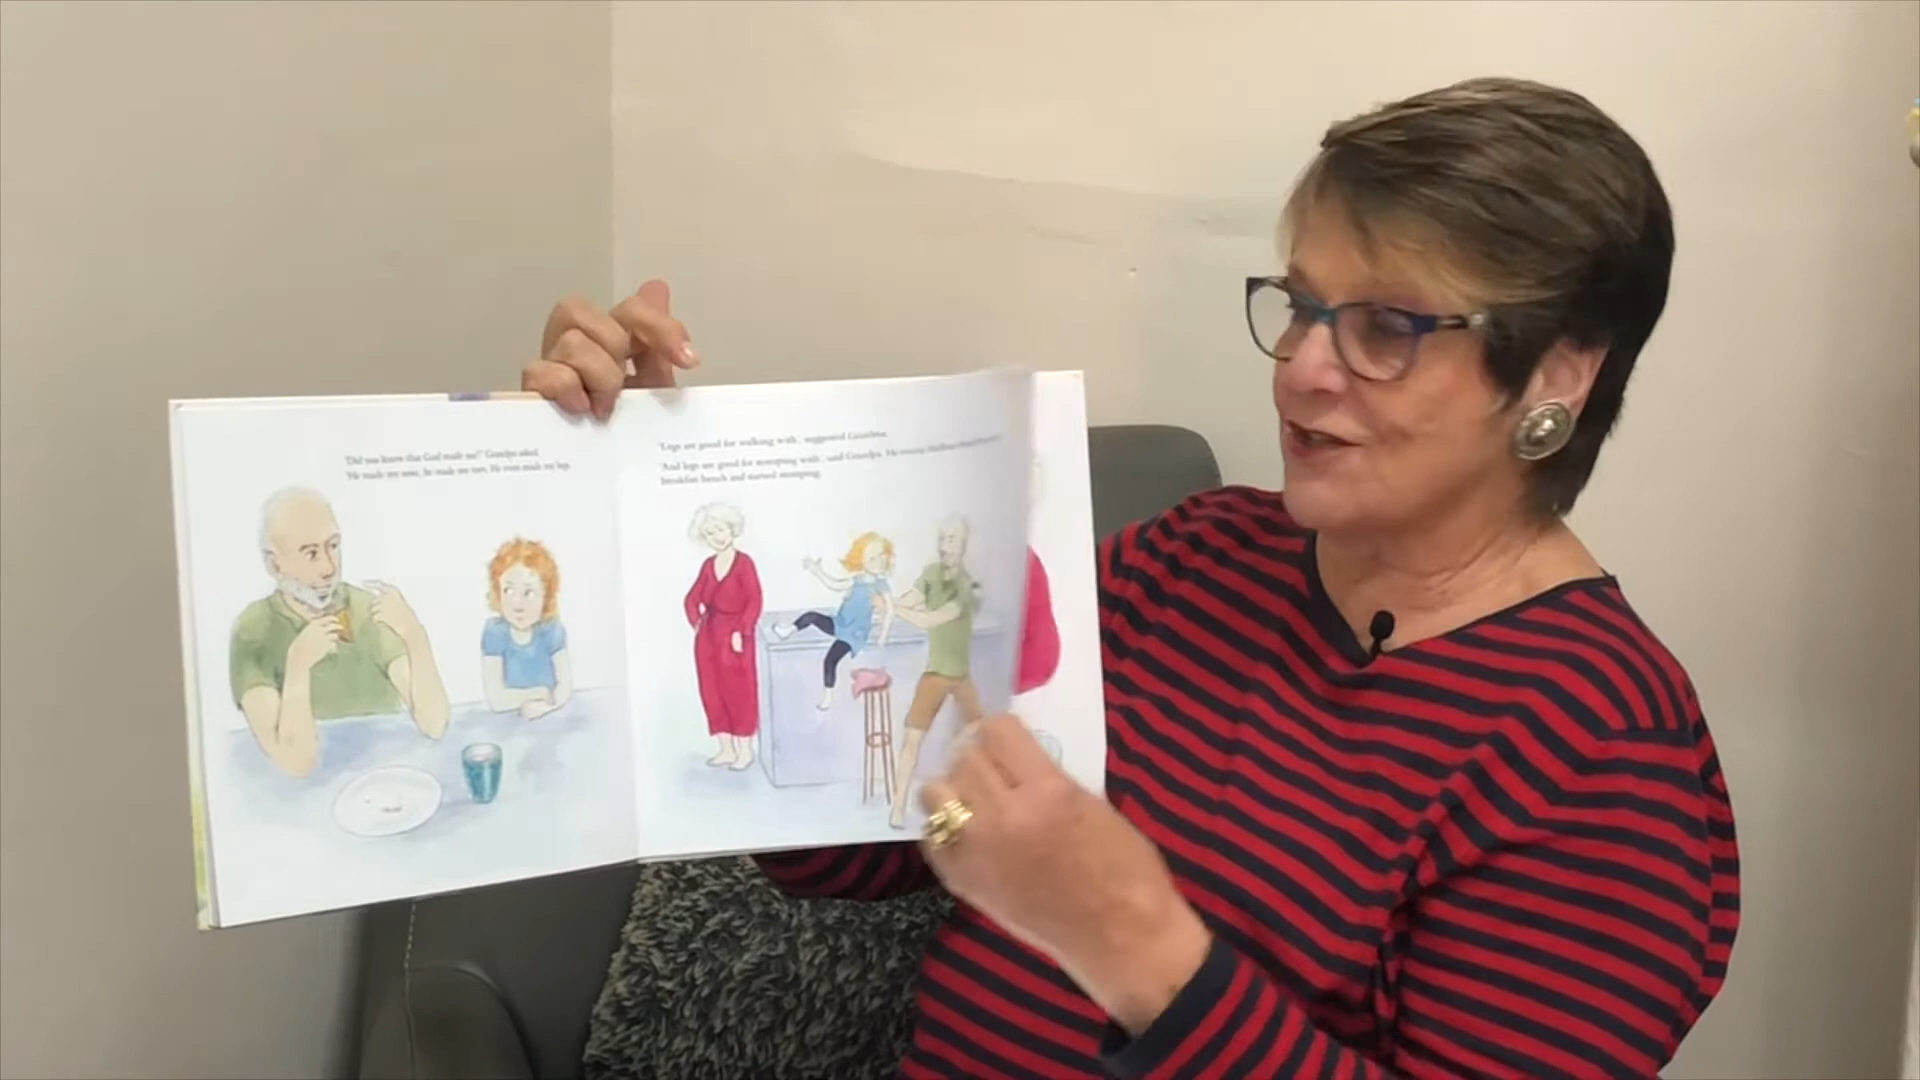 'Did you know that God made me?' Grandpa asked.
'He made my nose, he made my ears. He even made my legs.
'Legs are good for walking with', suggested Grandma.
'And legs are good for stomping with', said Grandpa. He
breakfast bench and started stomping.